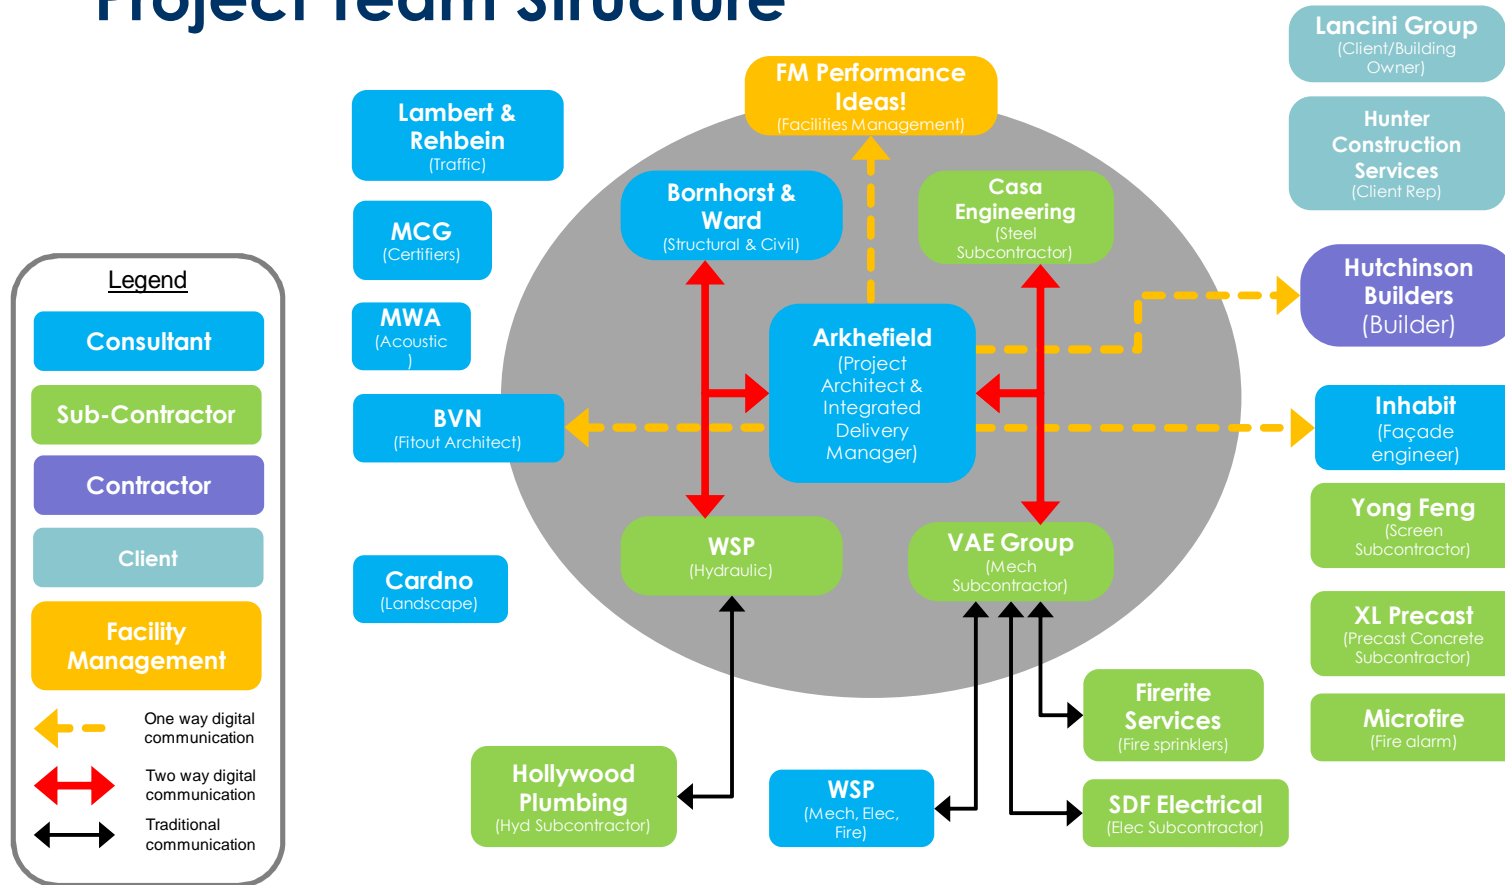 Project Team Structure
Lancini Group
(Client/Building
Owner)
FM Performance
Ideas!
(Facilities Management)
Lambert &
Rehbein
(Traffic)
Hunter
Construction
Services
(Client Rep)
Bornhorst &
Ward
(Structural & Civil)
Casa
Engineering
(Steel
Subcontractor)
MCG
(Certifiers)
Hutchinson
Builders
(Builder)
Legend
Consultant
Sub-Contractor
Contractor
Client
Facility
Management
One way digital
communication
Two way digital
communication
Traditional
communication
MWA
(Acoustic
)
Arkhefield
(Project
Architect &
Integrated
Delivery
Manager)
BVN
(Fitout Architect)
Inhabit
(Façade
engineer)
Yong Feng
(Screen
Subcontractor)
WSP
(Hydraulic)
VAE Group
(Mech
Subcontractor)
Cardno
(Landscape)
XL Precast
(Precast Concrete
Subcontractor)
Firerite
Services
(Fire sprinklers)
Microfire
(Fire alarm)
Hollywood
Plumbing
(Hyd Subcontractor)
WSP
(Mech, Elec,
Fire)
SDF Electrical
(Elec Subcontractor)